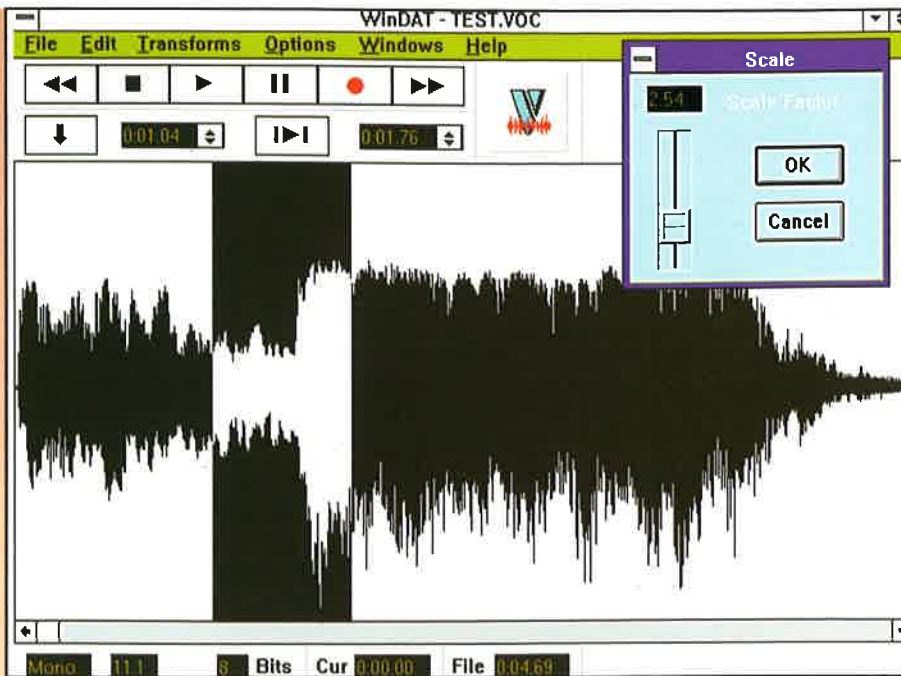 WinDAT - TEST.VOC
File Edit Transforms Options Windows Help
Scale
2.54 Scale Factor
0:01.04 0:01.76
OK
Cancel
Mono 11.1 8 Bits Cur 0:00.00 File 0:04.69